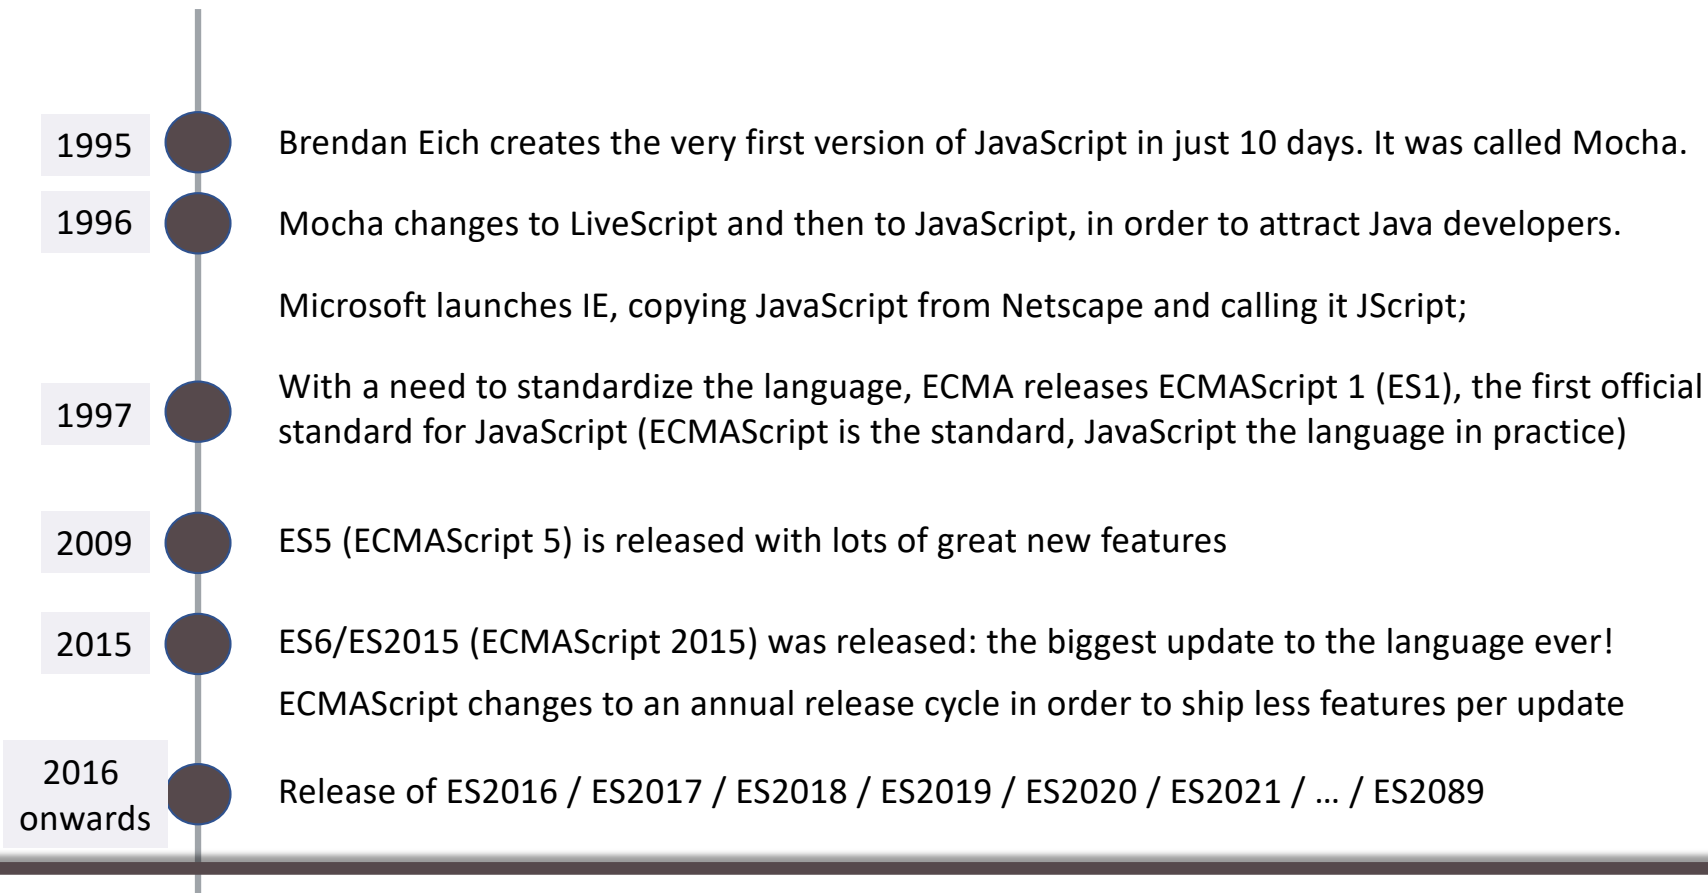 1995
Brendan Eich creates the very first version of JavaScript in just 10 days. It was called Mocha.
1996
Mocha changes to LiveScript and then to JavaScript, in order to attract Java developers.
Microsoft launches IE, copying JavaScript from Netscape and calling it JScript;
1997
With a need to standardize the language, ECMA releases ECMAScript 1 (ES1), the first official
standard for JavaScript (ECMAScript is the standard, JavaScript the language in practice)
2009
ES5 (ECMAScript 5) is released with lots of great new features
2015
ES6/ES2015 (ECMAScript 2015) was released: the biggest update to the language ever!
ECMAScript changes to an annual release cycle in order to ship less features per update
2016
onwards
Release of ES2016 / ES2017 / ES2018 / ES2019 / ES2020 / ES2021 / … / ES2089